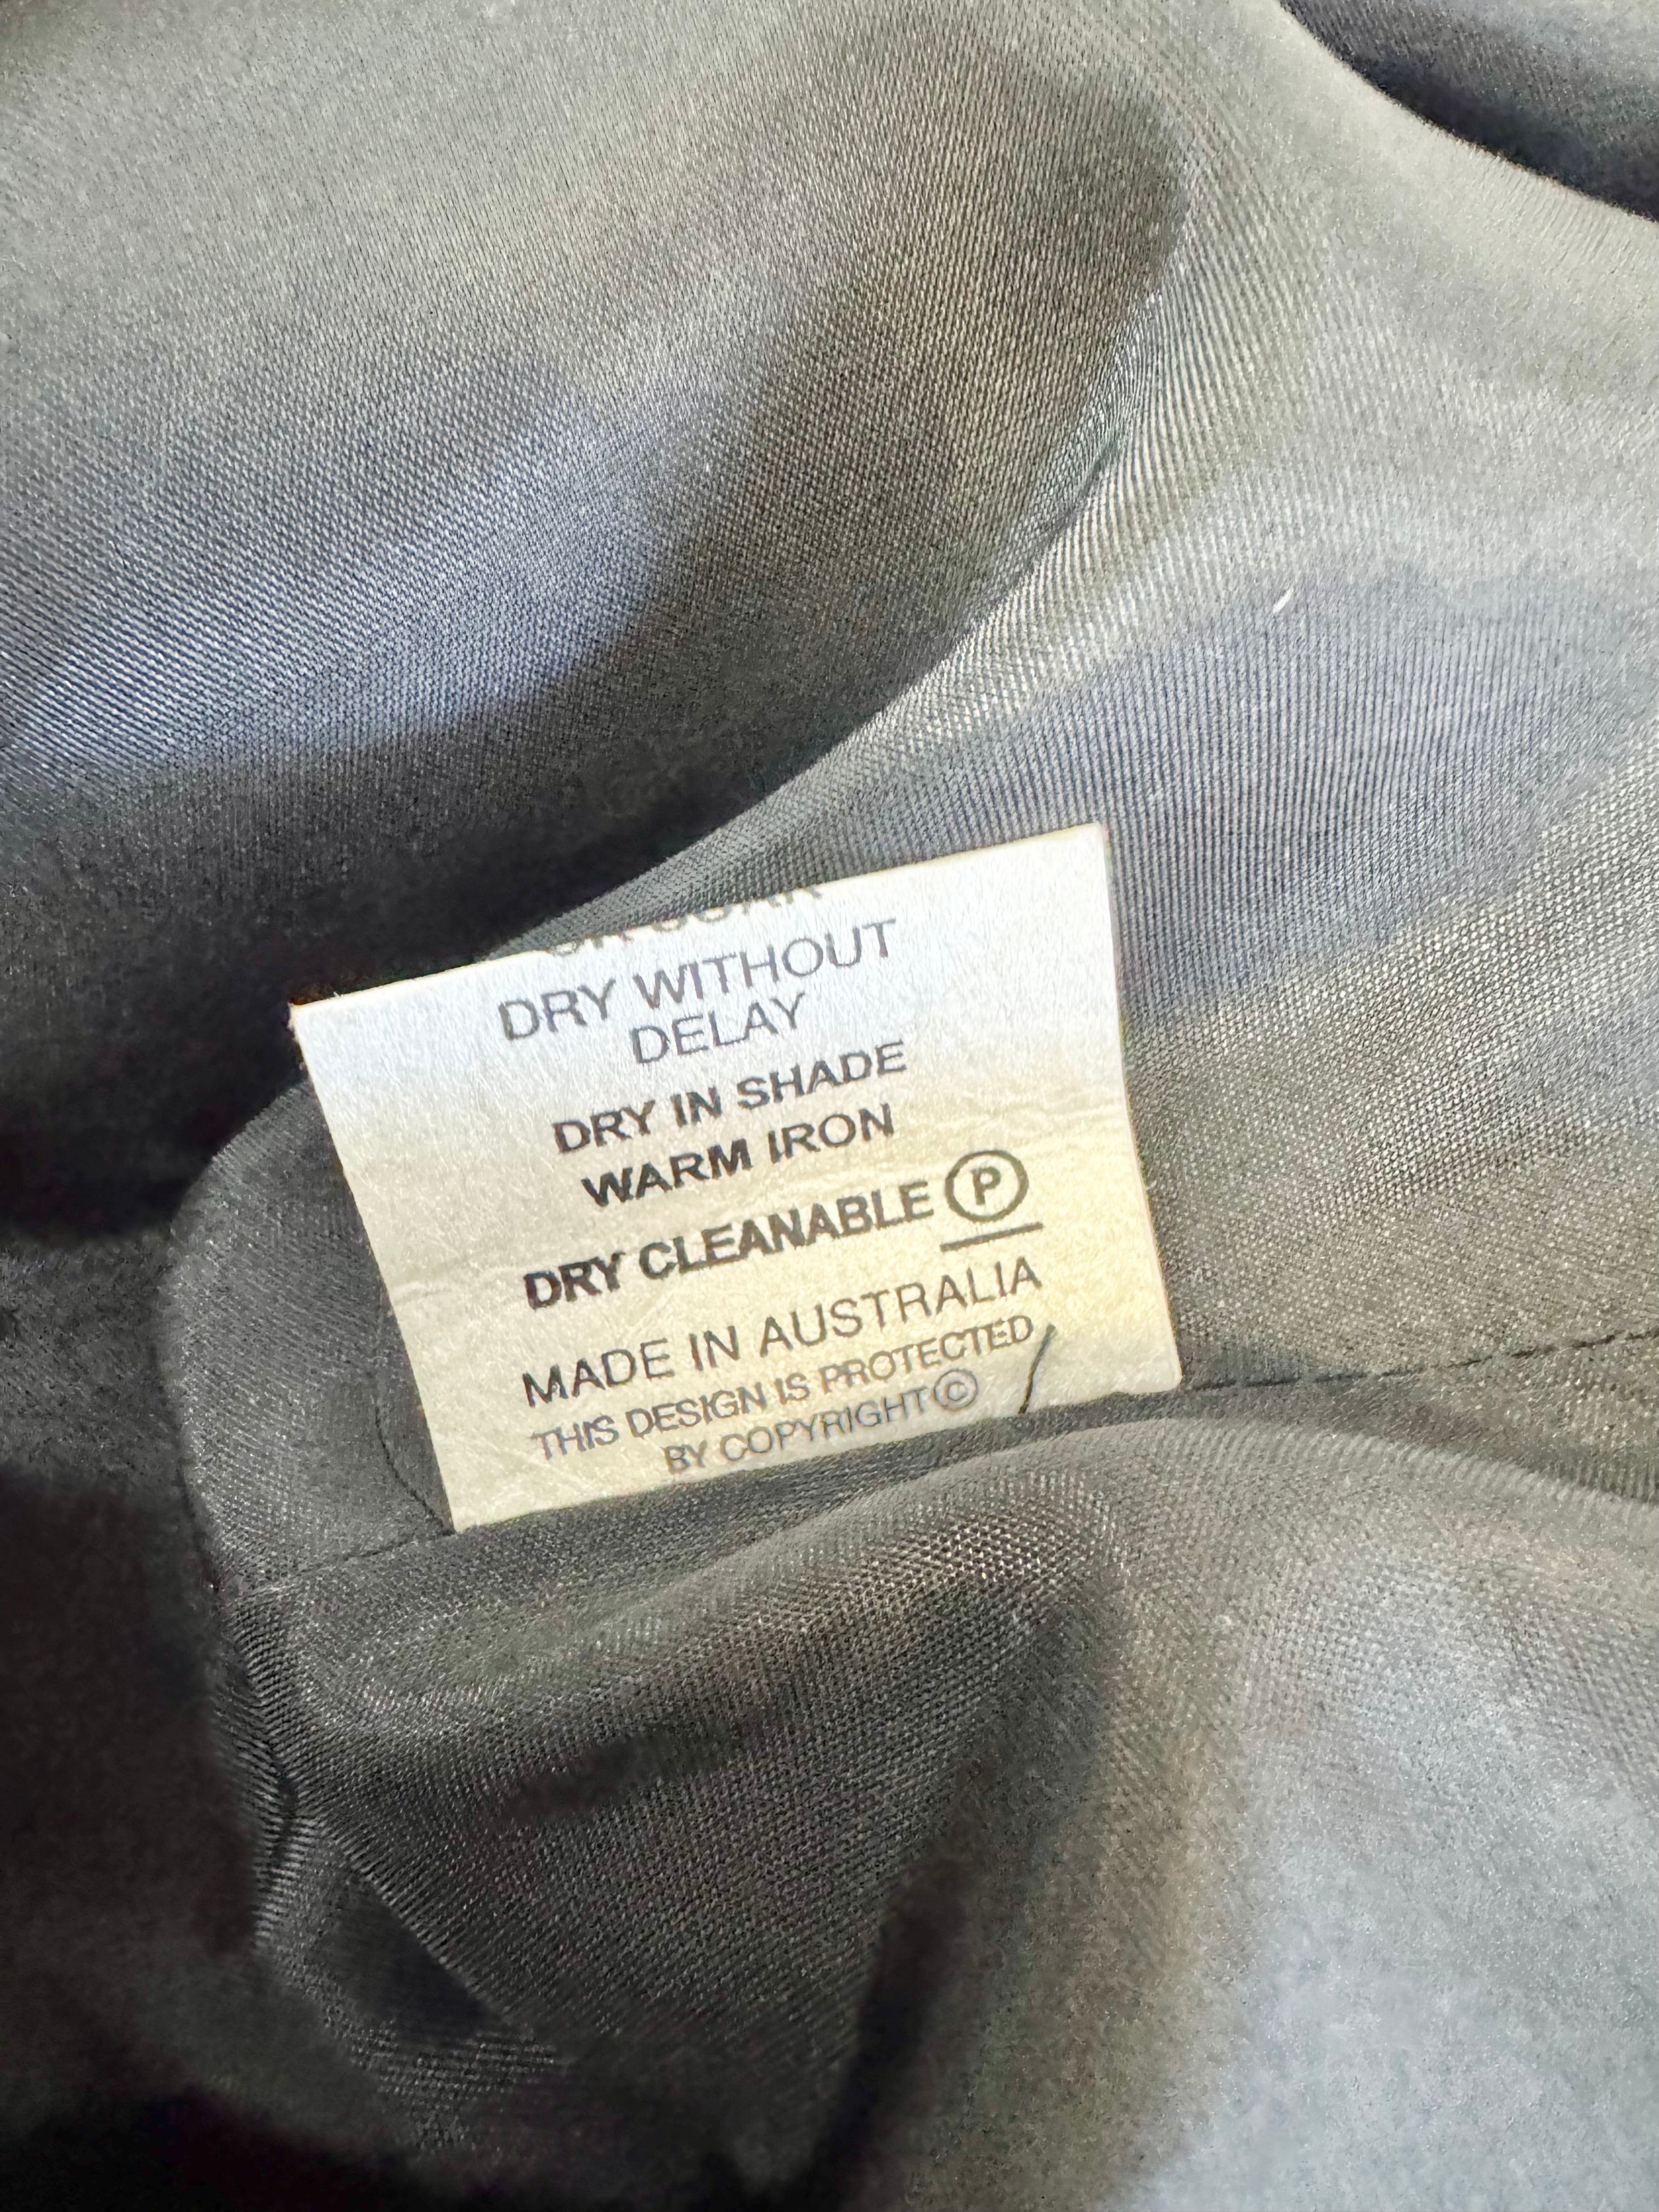 DRY WITHOUT
DELAY
DRY IN SHADE
WARM IRON
DRY CLEANABLE Ⓟ
MADE IN AUSTRALIA
THIS DESIGN IS PROTECTED
BY COPYRIGHT ©